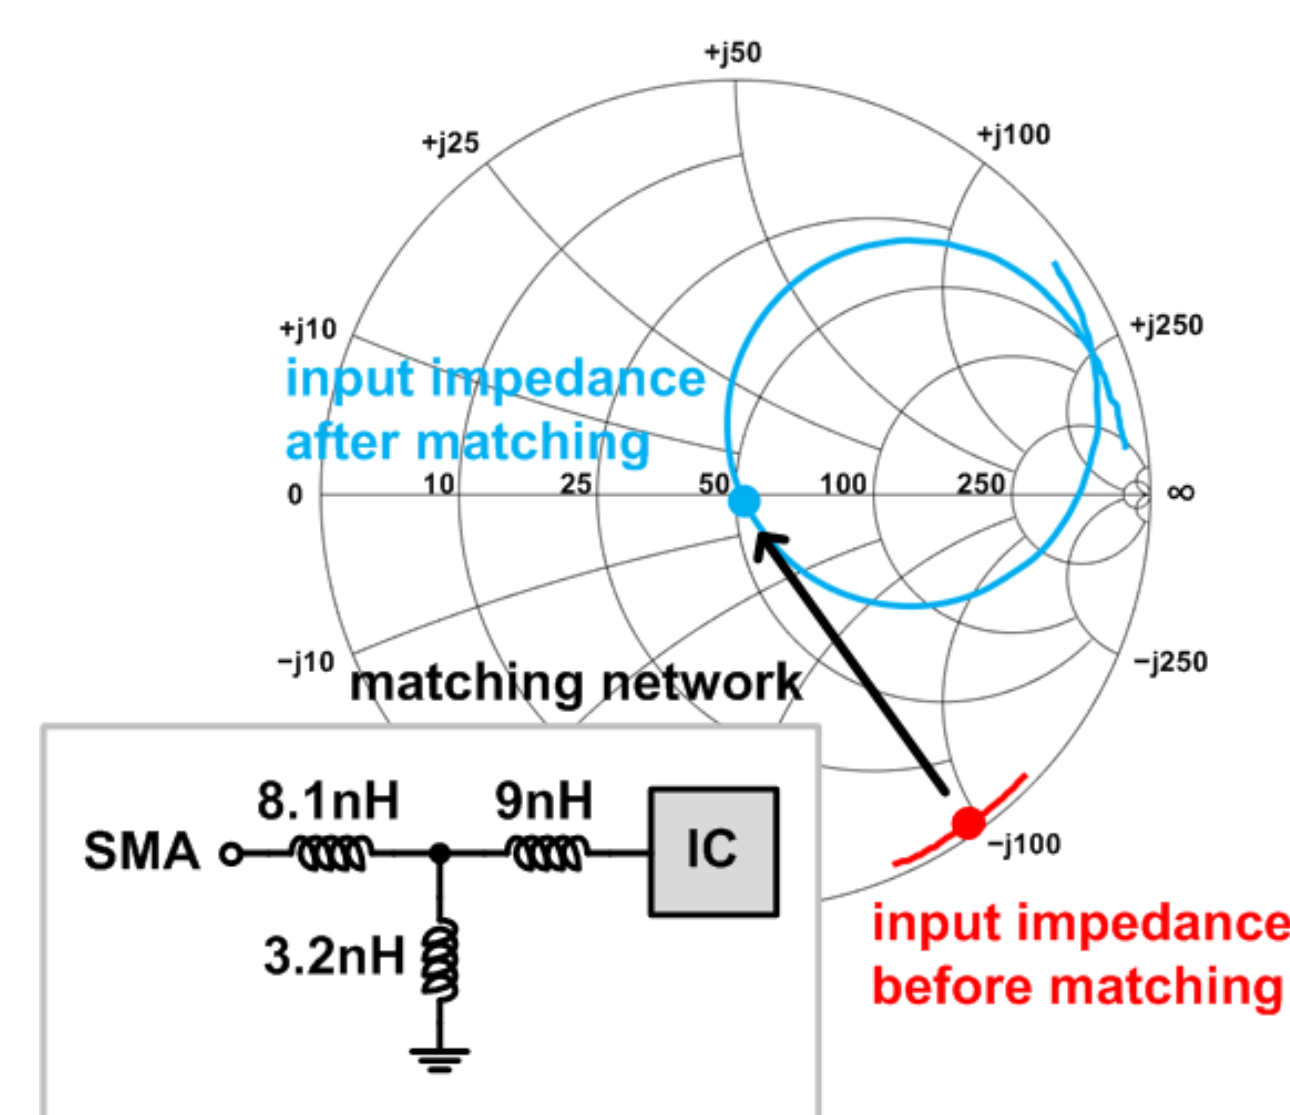 +j50
+j25
+j100
+j10
+j250
input impedance
after matching
0
10
25
50
100
250
∞
−j10
−j250
matching network
8.1nH
9nH
SMA
IC
3.2nH
−j100
input impedance
before matching